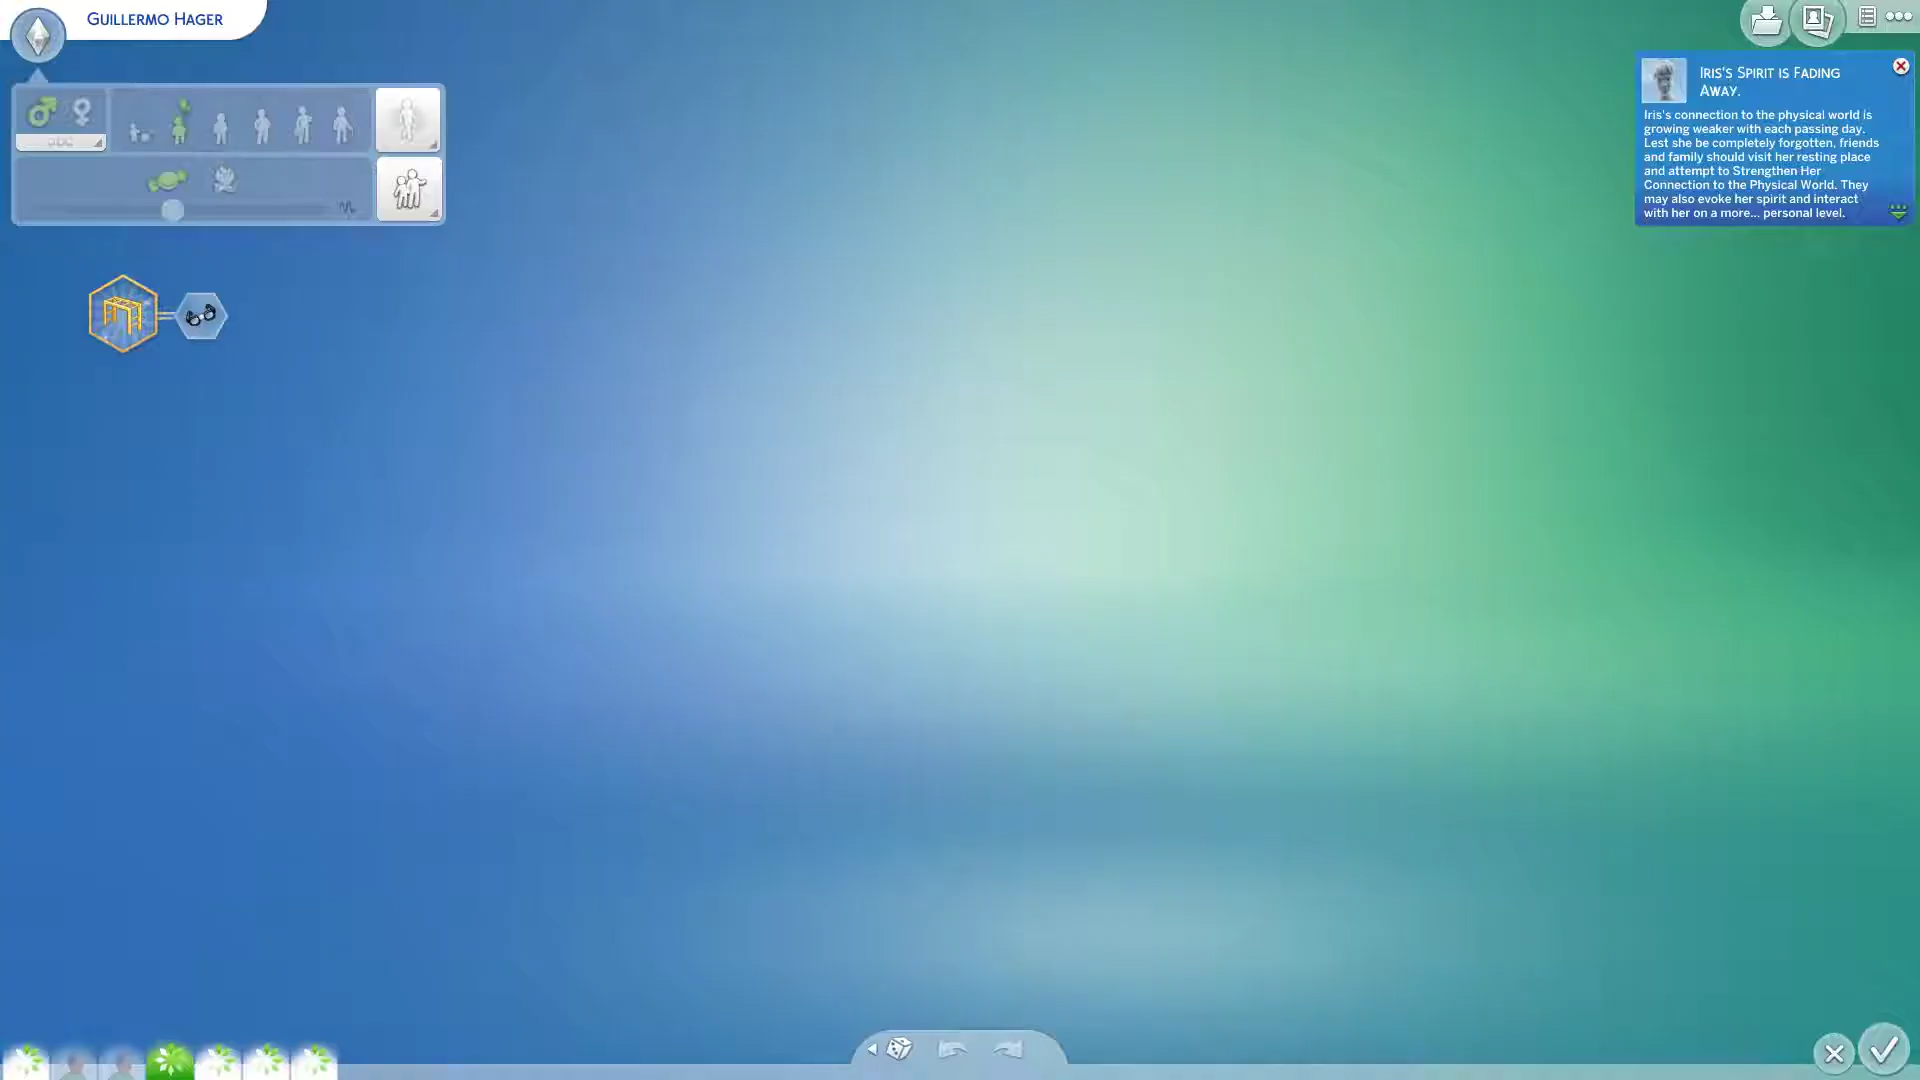 Guillermo Hager
Iris's Spirit is Fading
Away.
Iris's connection to the physical world is
growing weaker with each passing day.
Lest she be completely forgotten, friends
and family should visit her resting place
and attempt to Strengthen Her
Connection to the Physical World. They
may also evoke her spirit and interact
with her on a more... personal level.